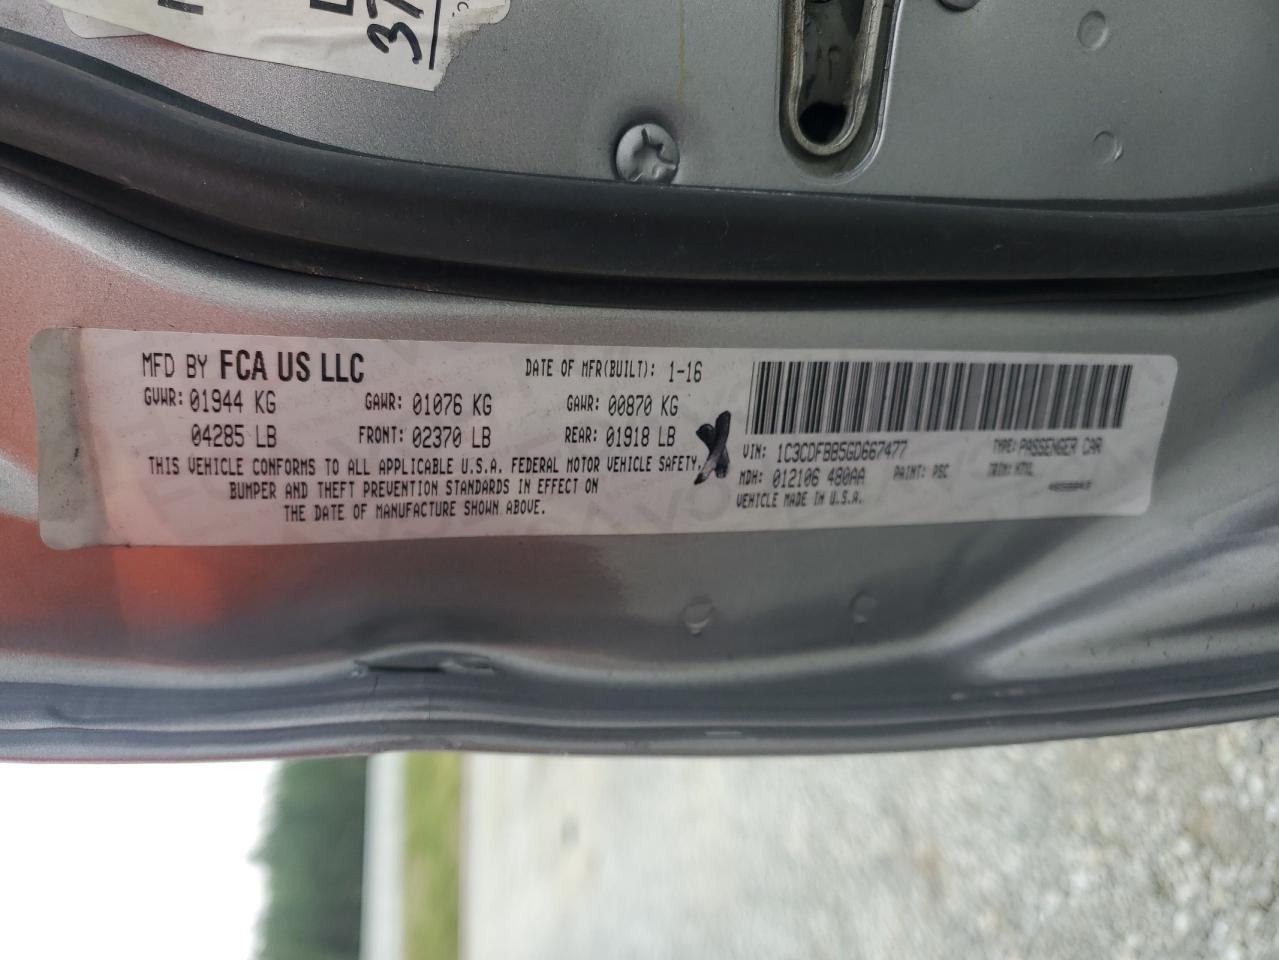 37
MFD BY FCA US LLC
DATE OF MFR(BUILT): 1-16
GVWR: 01944 KG
GAWR: 01076 KG
GAWR: 00870 KG
04285 LB
FRONT: 02370 LB
REAR: 01918 LB
THIS VEHICLE CONFORMS TO ALL APPLICABLE U.S.A. FEDERAL MOTOR VEHICLE SAFETY,
BUMPER AND THEFT PREVENTION STANDARDS IN EFFECT ON
THE DATE OF MANUFACTURE SHOWN ABOVE.
VIN: 1C3CDFBB5GD667477
TYPE: PASSENGER CAR
MDH: 012106 480AA
PAINT: PSC
VEHICLE MADE IN U.S.A.